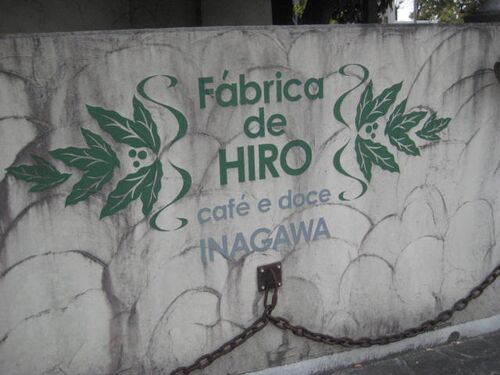 Fábrica
de
HIRO
café e doce
INAGAWA